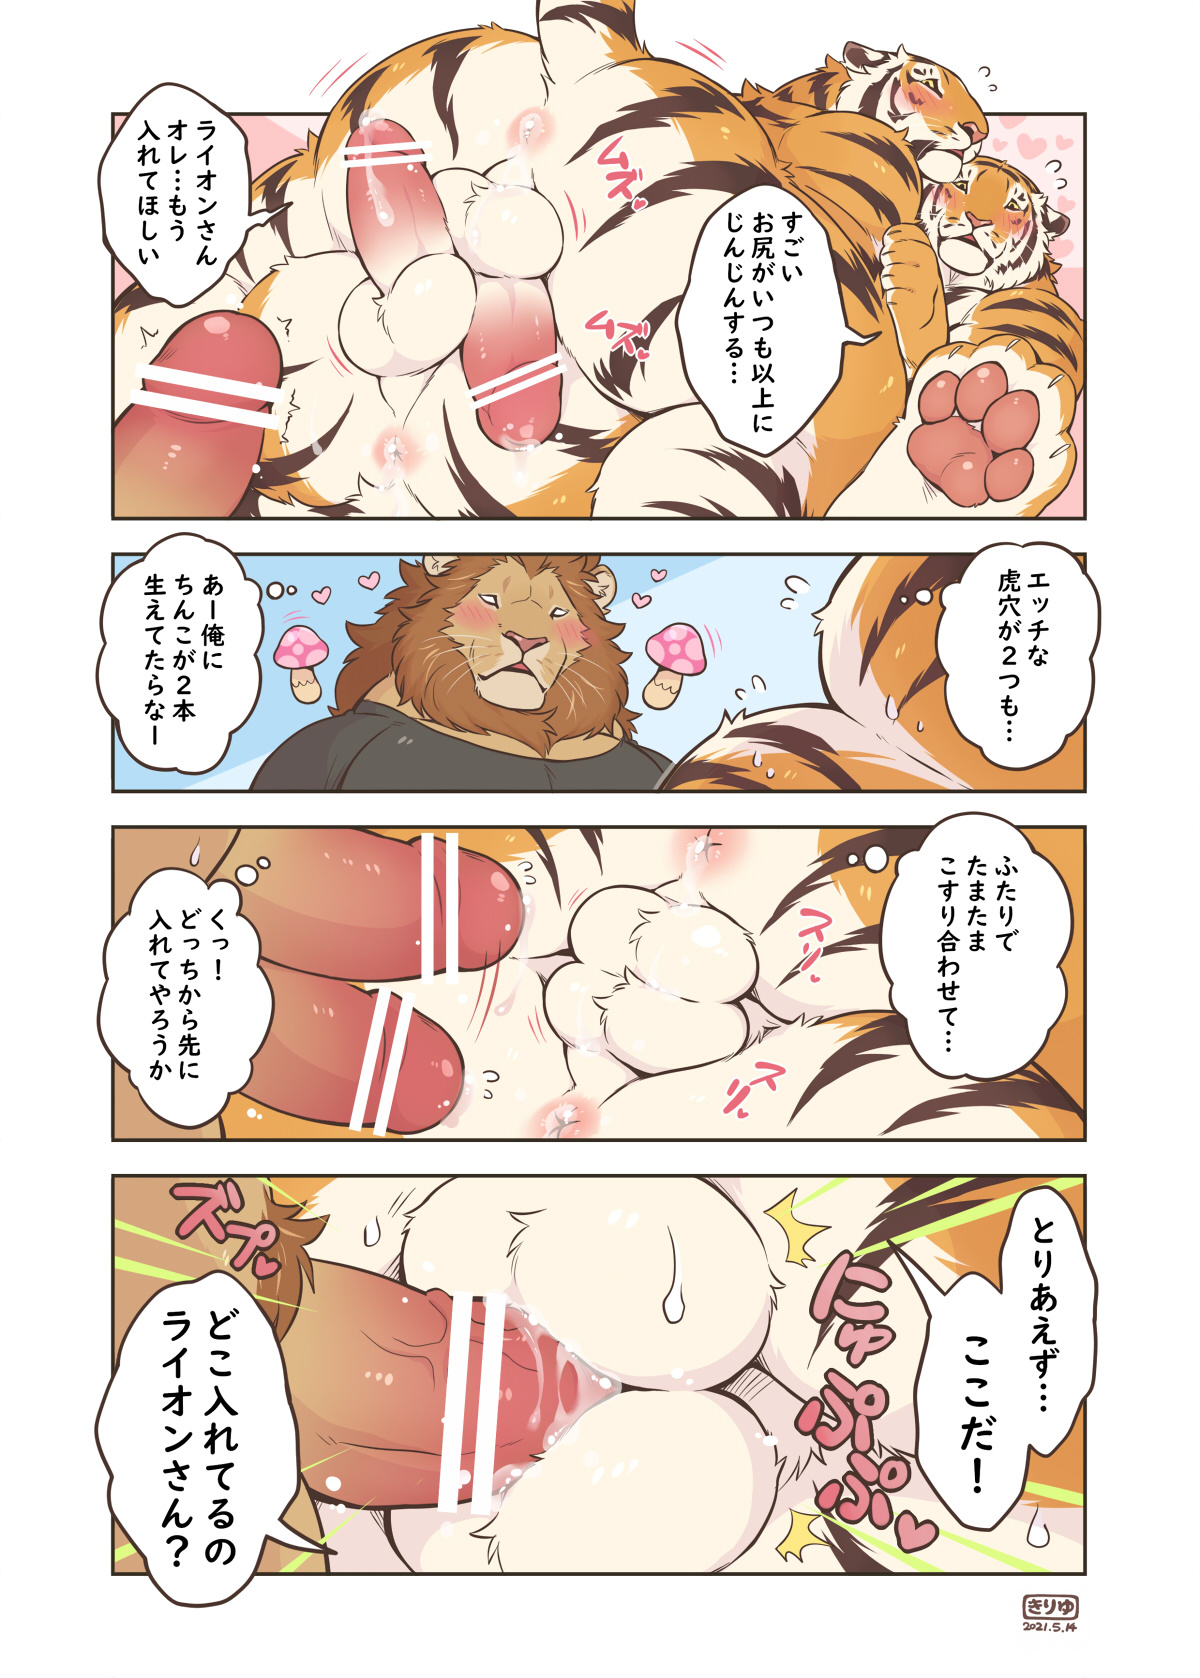 すごい
お尻がいつも以上に
じんじんする…
ムズ♥
ムズ♥
ライオンさん
オレ…もう
入れてほしい
エッチな
虎穴が２つも…
あー俺に
ちんこが２本
生えてたらなー
ふたりで
たまたま
こすり合わせて…
スリ♥
スリ♥
くっ！
どっちから先に
入れてやろうか
とりあえず…
ここだ！
にゅぷぷ♥
ズプ♥
どこ入れてるの
ライオンさん？
きりゆ
2021.5.14